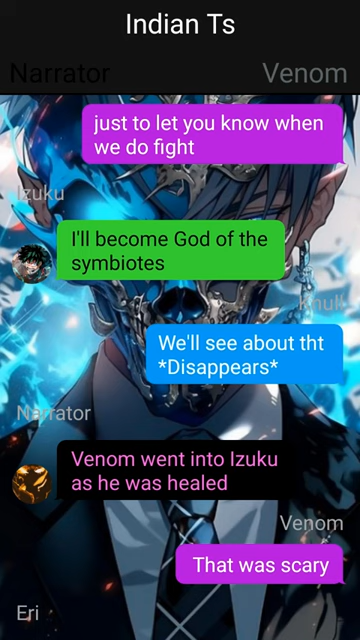 Indian Ts
Narrator
Venom
just to let you know when
we do fight
Izuku
I'll become God of the
symbiotes
Knull
We'll see about tht
*Disappears*
Narrator
Venom went into Izuku
as he was healed
Venom
That was scary
Eri